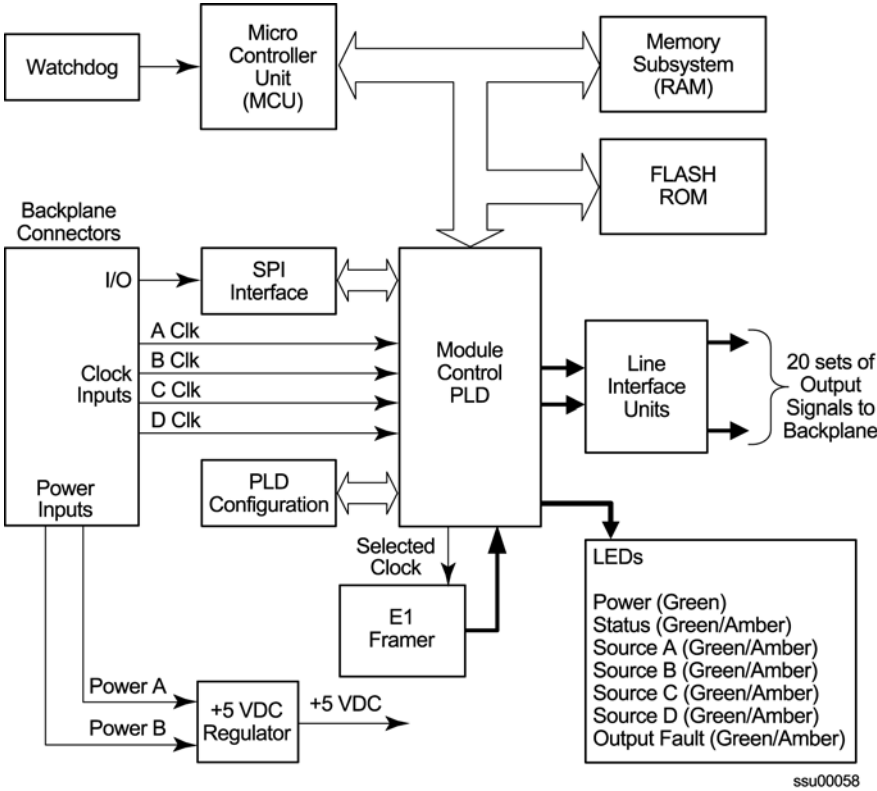 Watchdog
Micro
Controller
Unit
(MCU)
Memory
Subsystem
(RAM)
FLASH
ROM
Backplane
Connectors
I/O
SPI
Interface
A Clk
B Clk
Clock
Inputs
C Clk
D Clk
Module
Control
PLD
Line
Interface
Units
20 sets of
Output
Signals to
Backplane
Power
Inputs
PLD
Configuration
Selected
Clock
E1
Framer
LEDs
Power (Green)
Status (Green/Amber)
Source A (Green/Amber)
Source B (Green/Amber)
Source C (Green/Amber)
Source D (Green/Amber)
Output Fault (Green/Amber)
Power A
Power B
+5 VDC
Regulator
+5 VDC
ssu00058